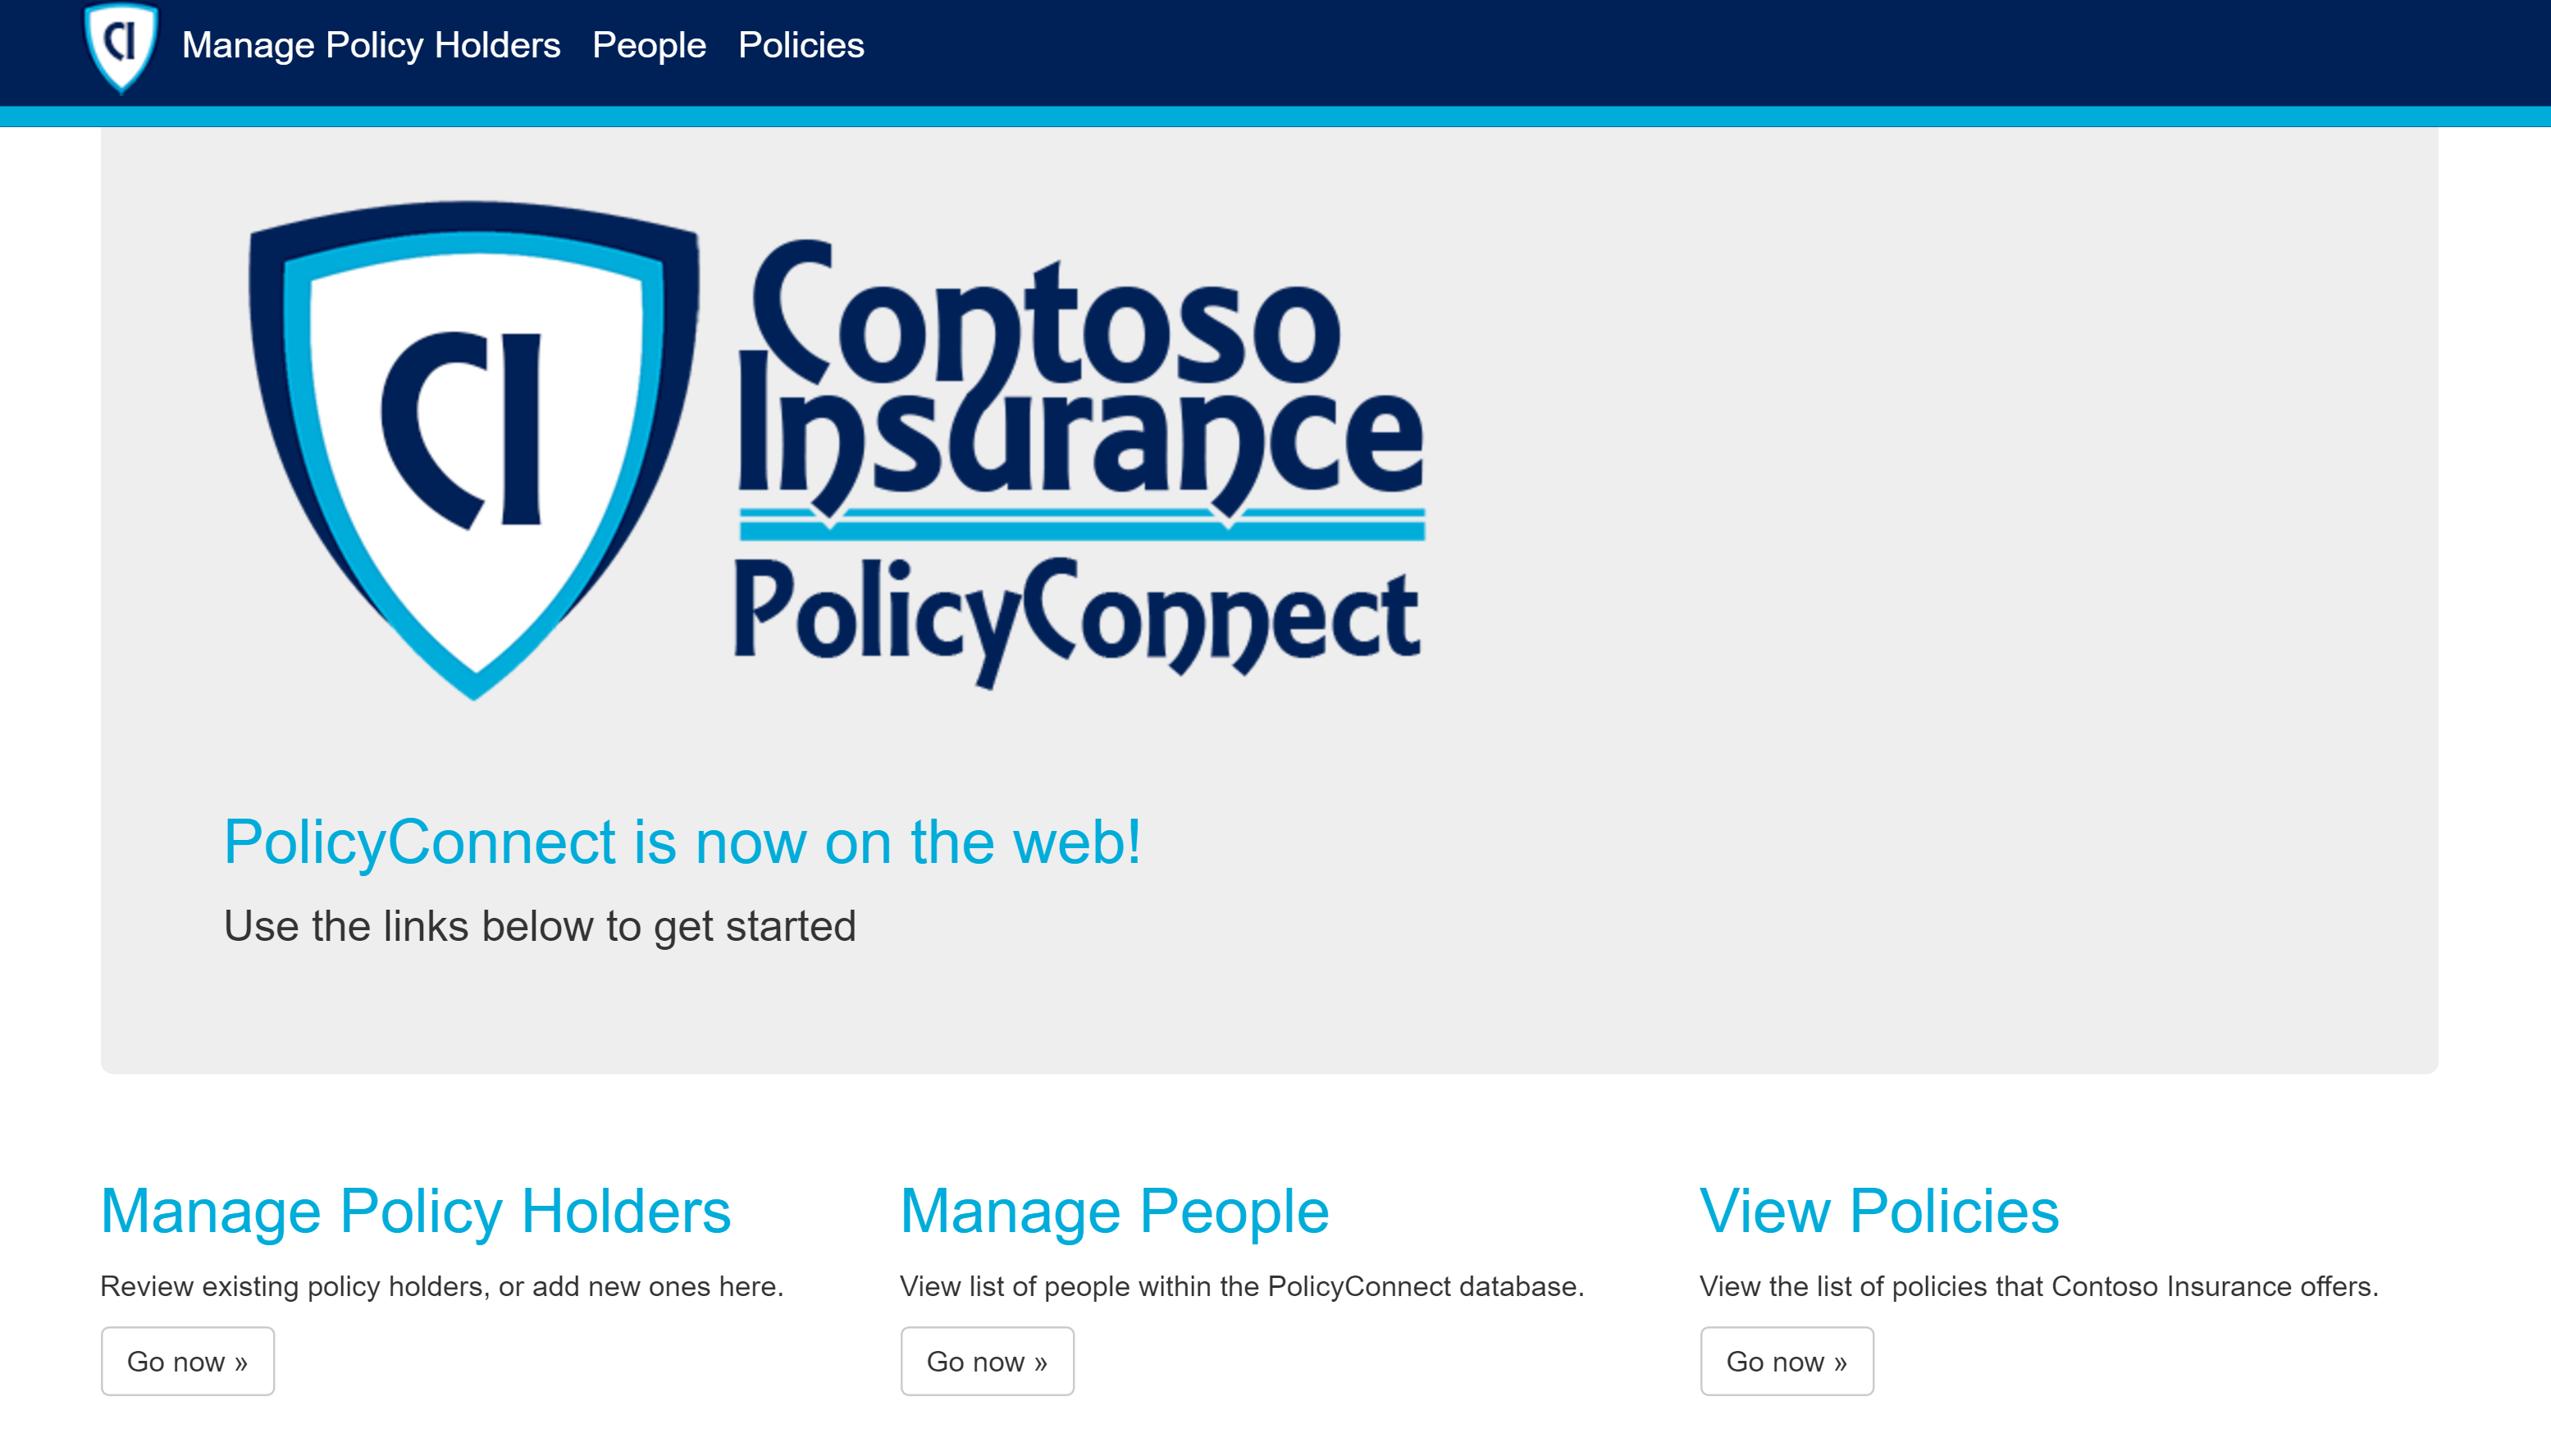 CI Manage Policy Holders People Policies
CI
Contoso
Insurance
PolicyConnect
PolicyConnect is now on the web!
Use the links below to get started
Manage Policy Holders
Review existing policy holders, or add new ones here.
Go now »
Manage People
View list of people within the PolicyConnect database.
Go now »
View Policies
View the list of policies that Contoso Insurance offers.
Go now »